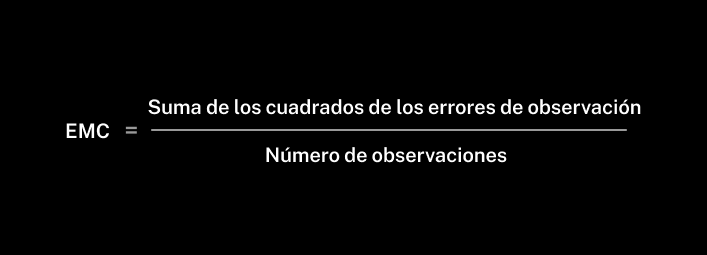 Suma de los cuadrados de los errores de observación
EMC =
Número de observaciones